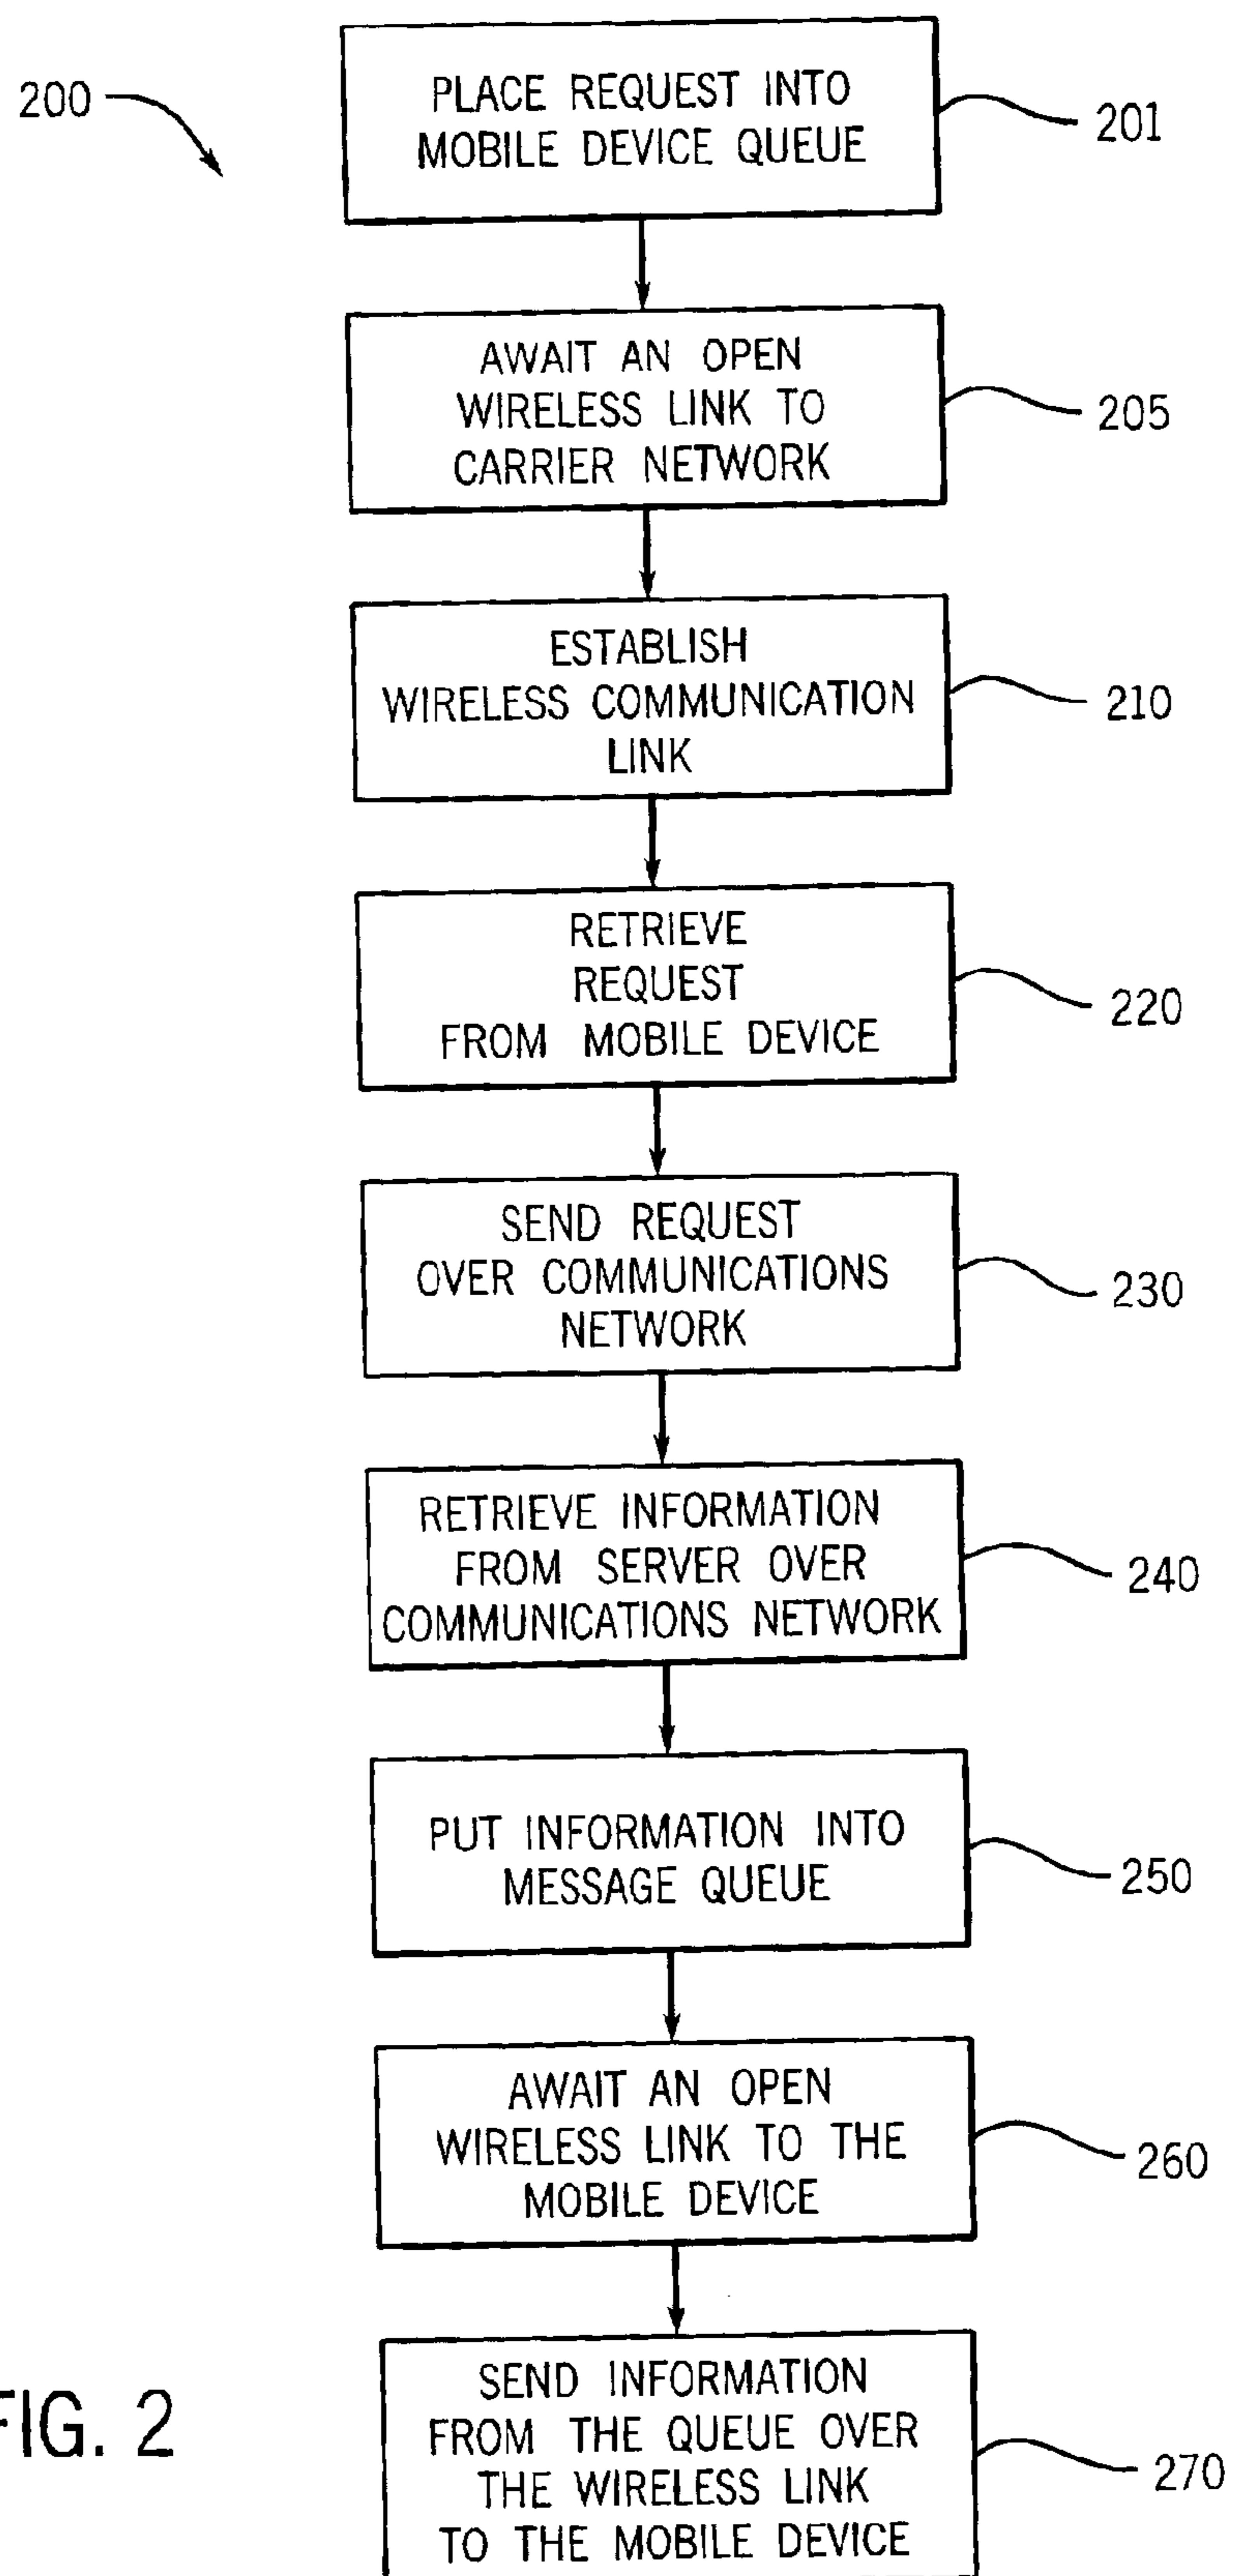 200
PLACE REQUEST INTO
MOBILE DEVICE QUEUE
201
AWAIT AN OPEN
WIRELESS LINK TO
CARRIER NETWORK
205
ESTABLISH
WIRELESS COMMUNICATION
LINK
210
RETRIEVE
REQUEST
FROM MOBILE DEVICE
220
SEND REQUEST
OVER COMMUNICATIONS
NETWORK
230
RETRIEVE INFORMATION
FROM SERVER OVER
COMMUNICATIONS NETWORK
240
PUT INFORMATION INTO
MESSAGE QUEUE
250
AWAIT AN OPEN
WIRELESS LINK TO THE
MOBILE DEVICE
260
SEND INFORMATION
FROM THE QUEUE OVER
THE WIRELESS LINK
TO THE MOBILE DEVICE
270
FIG. 2